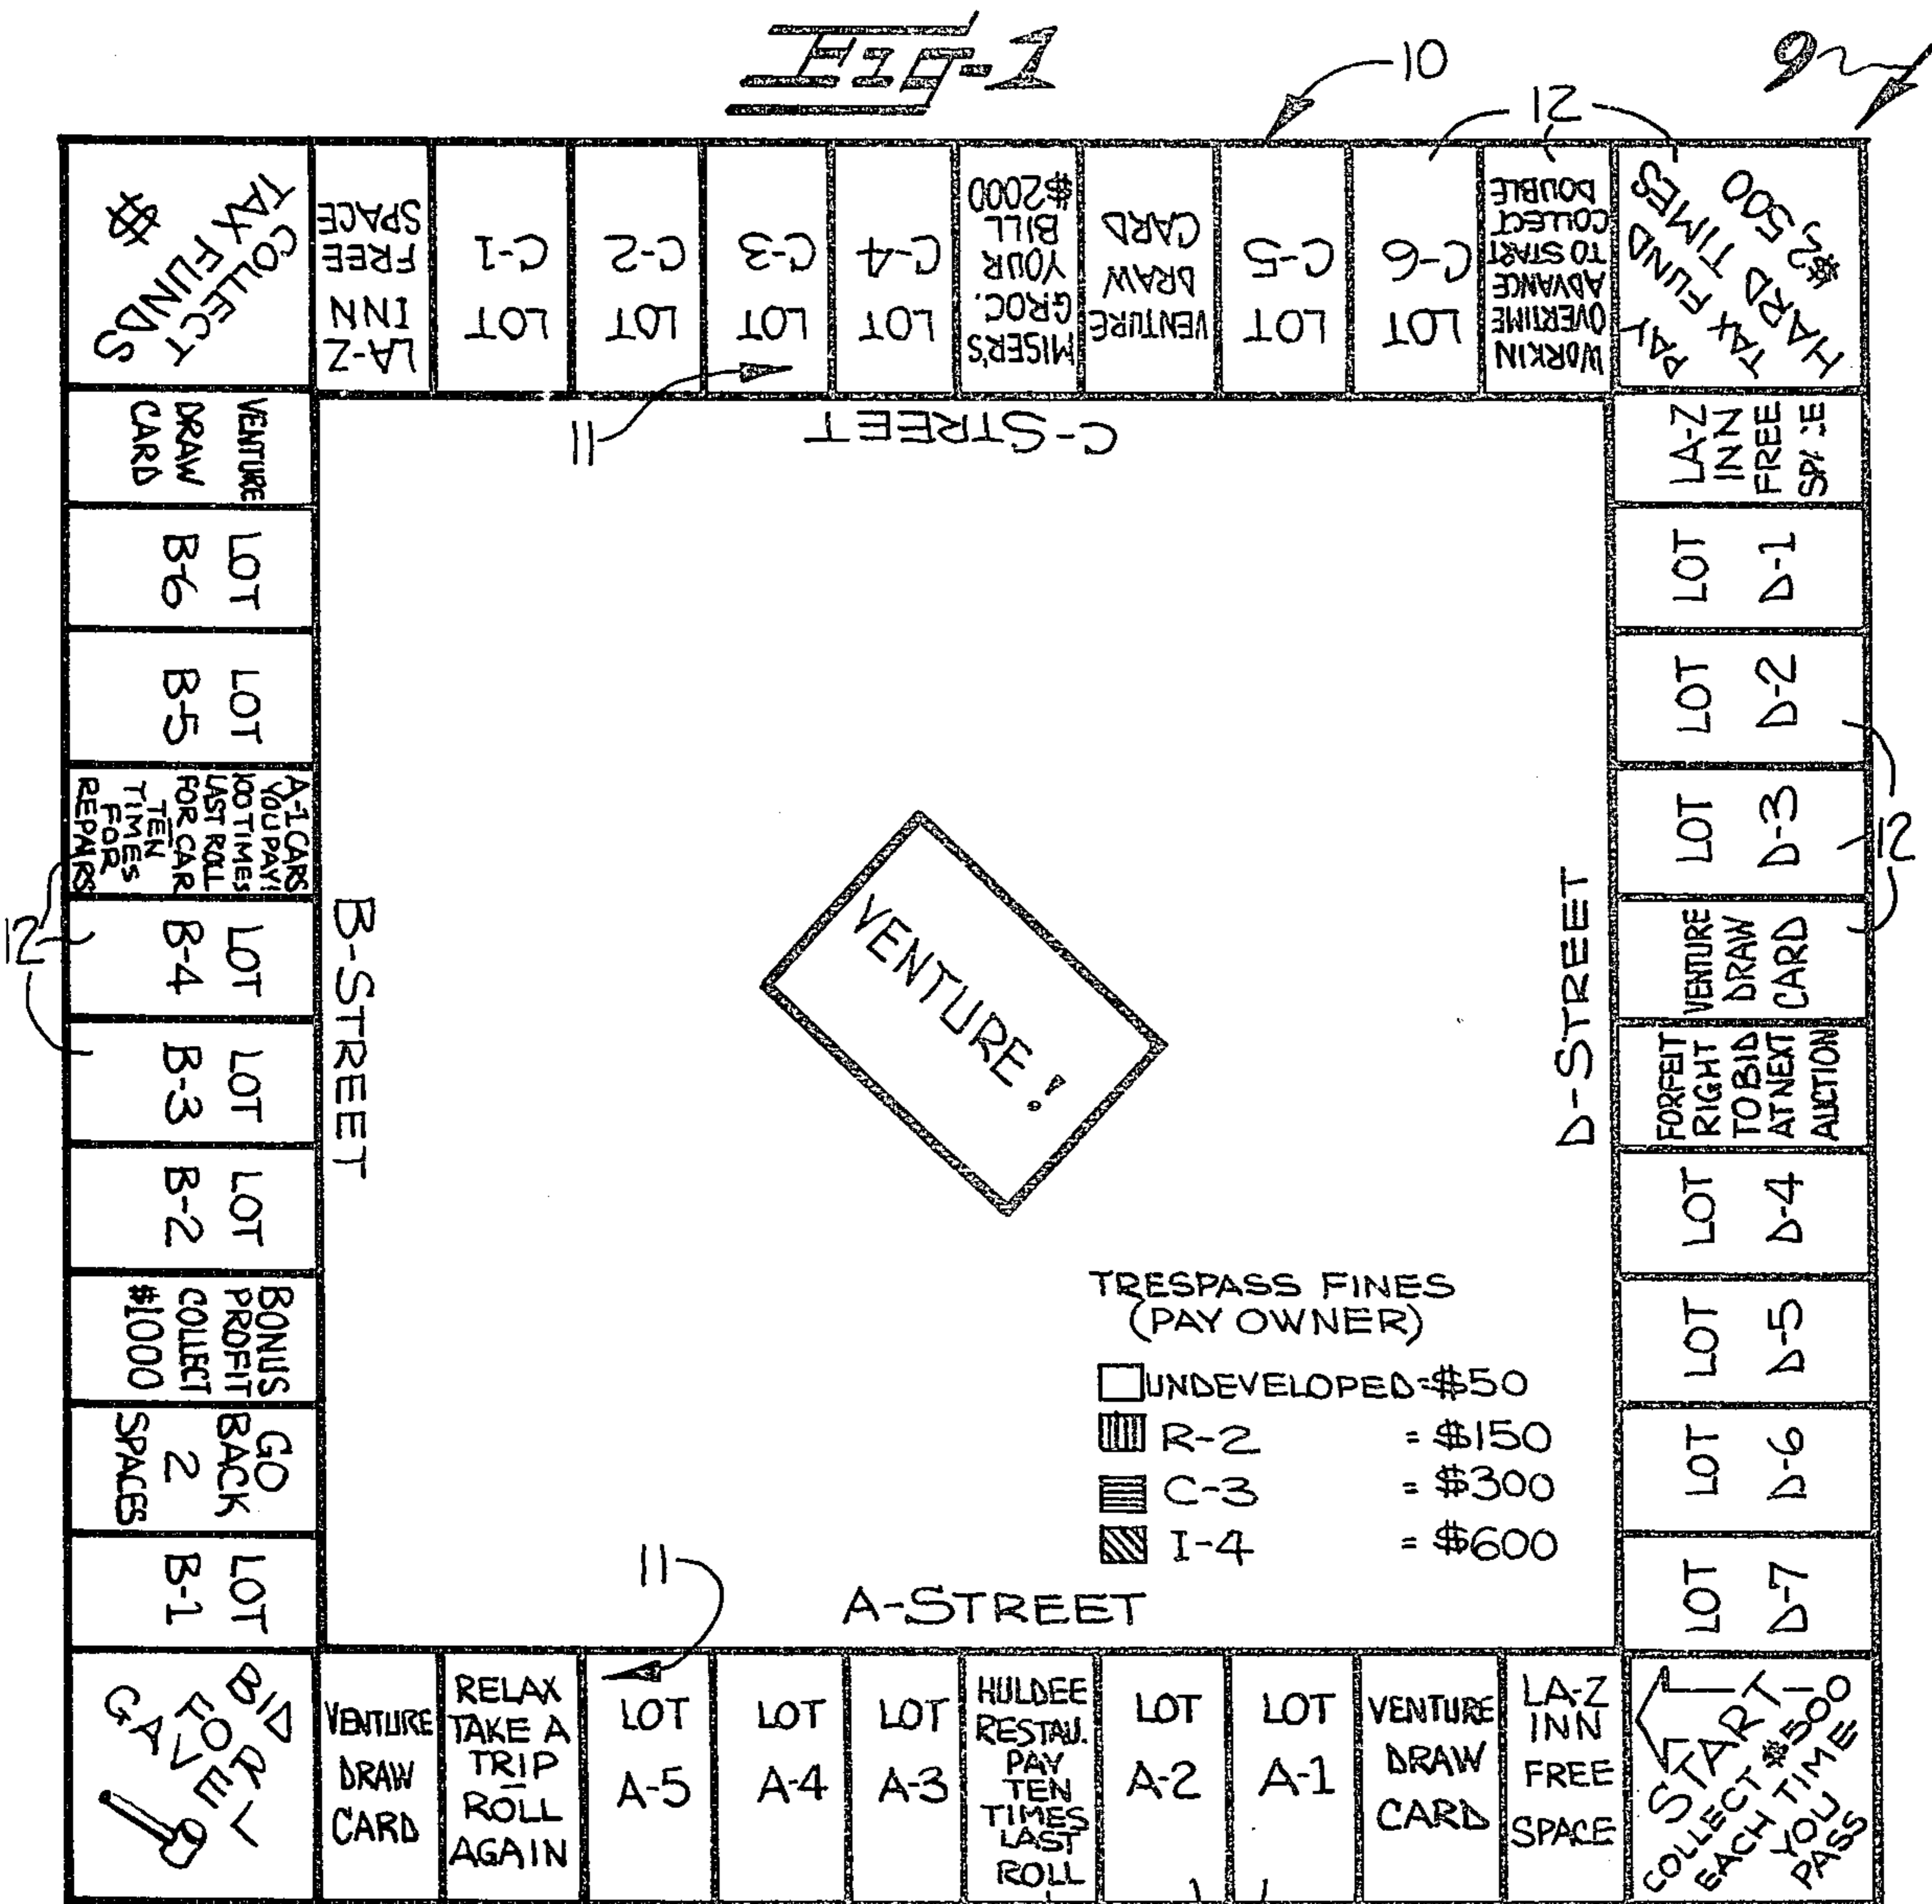 Fig-1
10
9
12
COLLECT
TAX FUNDS
$
LA-Z
INN
FREE
SPACE
LOT
C-1
LOT
C-2
LOT
C-3
LOT
C-4
MISER'S
GROC.
YOUR
BILL
$2000
VENTURE
DRAW
CARD
LOT
C-5
LOT
C-6
WORKIN
OVERTIME
ADVANCE
TO START
COLLECT
DOUBLE
PAY
TAX FUND
HARD TIMES
$2,500
11
C-STREET
VENTURE
DRAW
CARD
LOT
B-6
LOT
B-5
A-1 CARS
YOU PAY!
100 TIMES
LAST ROLL
FOR CAR
TEN
TIMES
FOR
REPAIRS
LOT
B-4
LOT
B-3
LOT
B-2
BONUS
PROFIT
COLLECT
$1000
GO
BACK
2
SPACES
LOT
B-1
12
B-STREET
VENTURE!
D-STREET
LA-Z
INN
FREE
LOT
D-1
LOT
D-2
LOT
D-3
12
VENTURE
DRAW
CARD
FORFEIT
RIGHT
TO BID
AT NEXT
AUCTION
LOT
D-4
LOT
D-5
LOT
D-6
LOT
D-7
TRESPASS FINES
(PAY OWNER)
UNDEVELOPED=$50
R-2 = $150
C-3 = $300
I-4 = $600
11
A-STREET
BID
FOR
GAVEL
VENTURE
DRAW
CARD
RELAX
TAKE A
TRIP
ROLL
AGAIN
LOT
A-5
LOT
A-4
LOT
A-3
HULDEE
RESTAU.
PAY
TEN
TIMES
LAST
ROLL
LOT
A-2
LOT
A-1
VENTURE
DRAW
CARD
LA-Z
INN
FREE
SPACE
START
COLLECT $500
EACH TIME
YOU
PASS